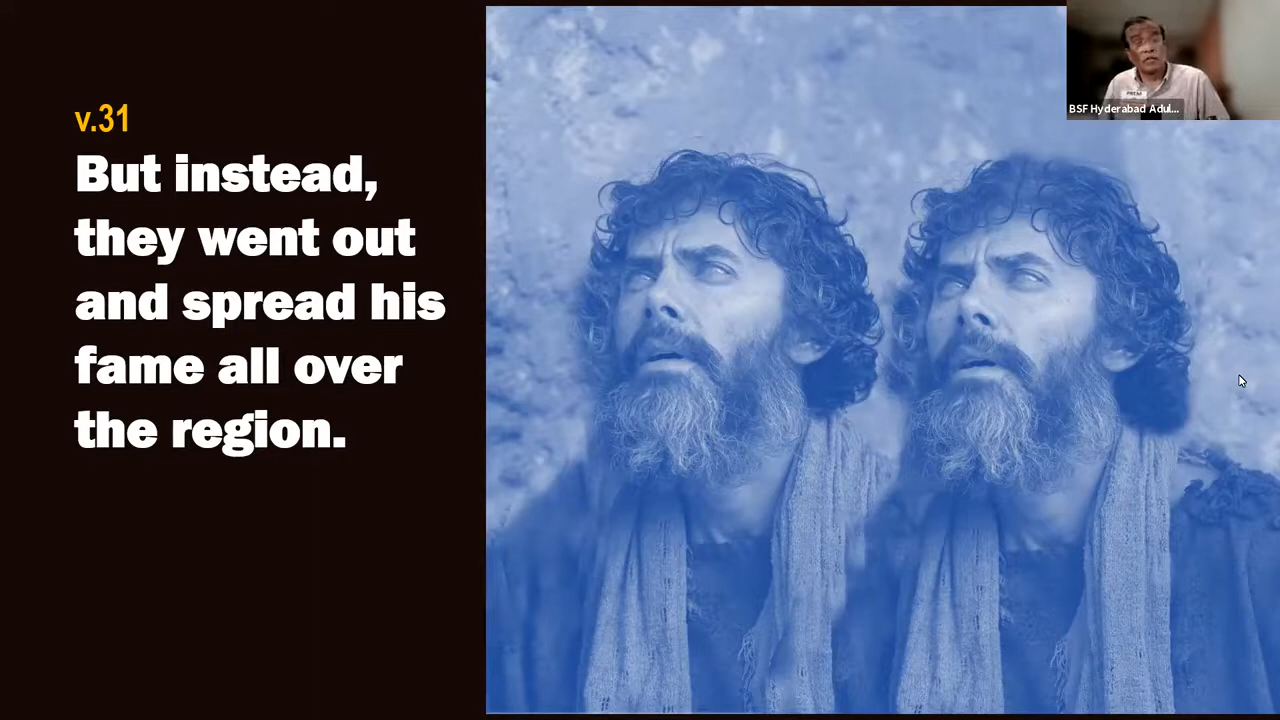 v.31
But instead,
they went out
and spread his
fame all over
the region.
BSF Hyderabad Adul...